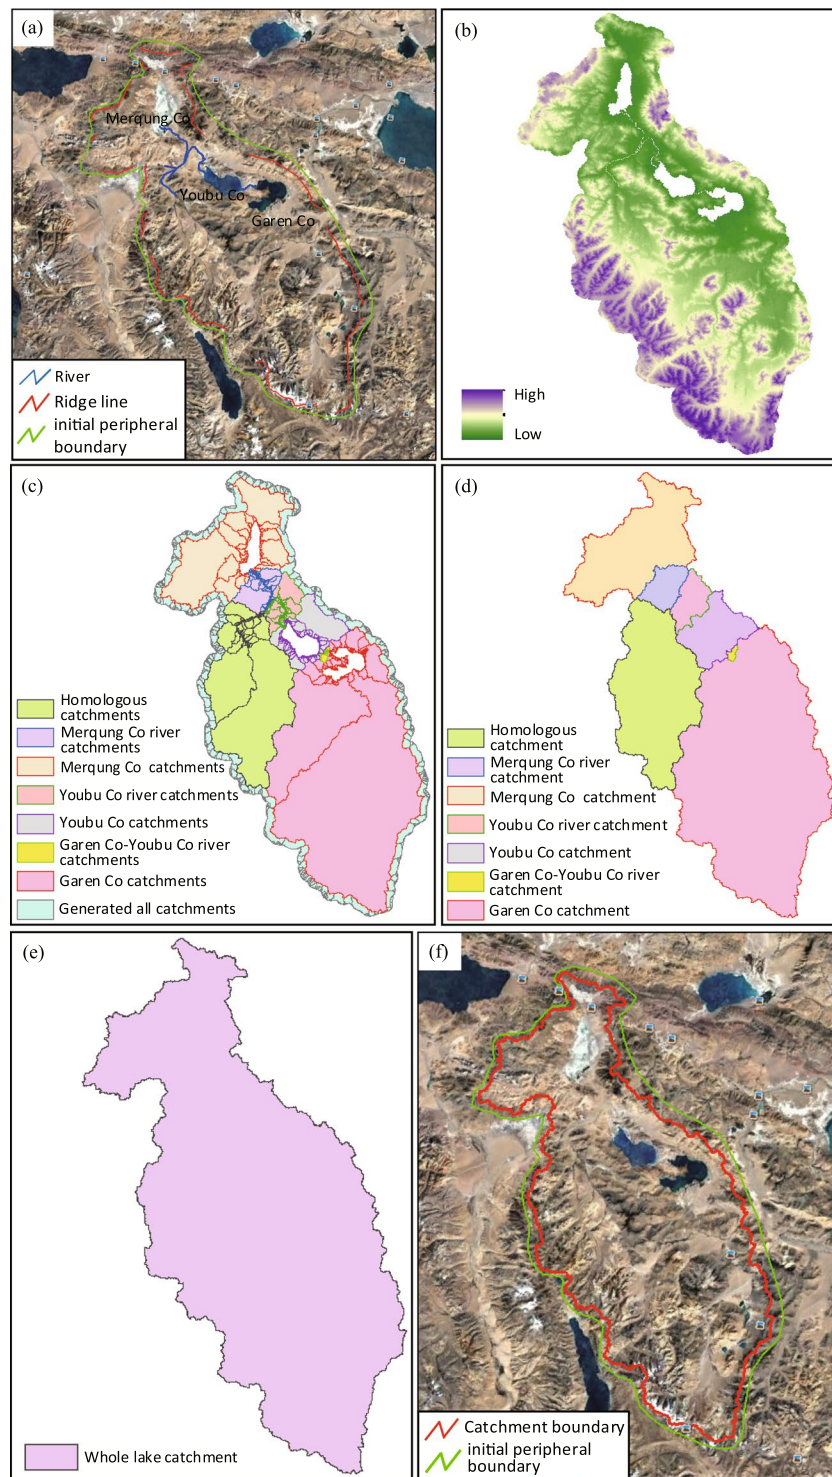 (a)
Merqung Co
Youbu Co
Garen Co
River
Ridge line
initial peripheral
boundary
(b)
High
Low
(c)
Homologous
catchments
Merqung Co river
catchments
Merqung Co catchments
Youbu Co river catchments
Youbu Co catchments
Garen Co-Youbu Co river
catchments
Garen Co catchments
Generated all catchments
(d)
Homologous
catchment
Merqung Co river
catchment
Merqung Co catchment
Youbu Co river catchment
Youbu Co catchment
Garen Co-Youbu Co river
catchment
Garen Co catchment
(e)
Whole lake catchment
(f)
Catchment boundary
initial peripheral
boundary